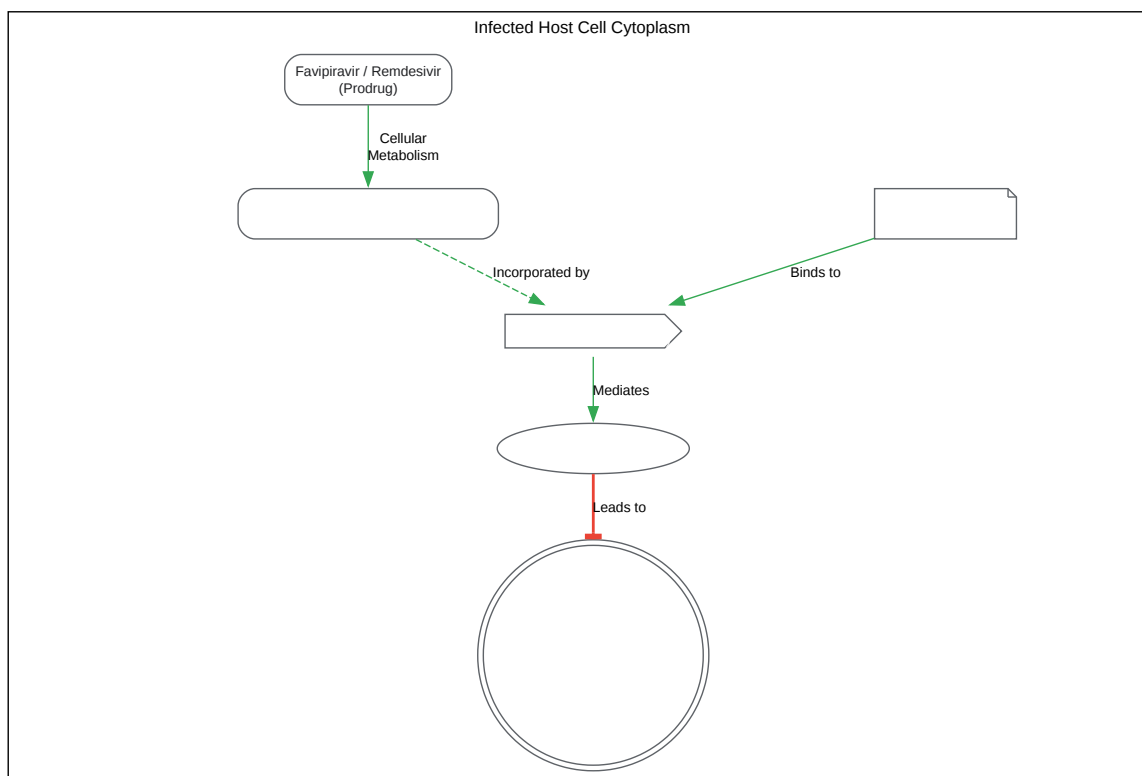 Infected Host Cell Cytoplasm
Favipiravir / Remdesivir
(Prodrug)
Cellular
Metabolism
Incorporated by
Binds to
Mediates
Leads to